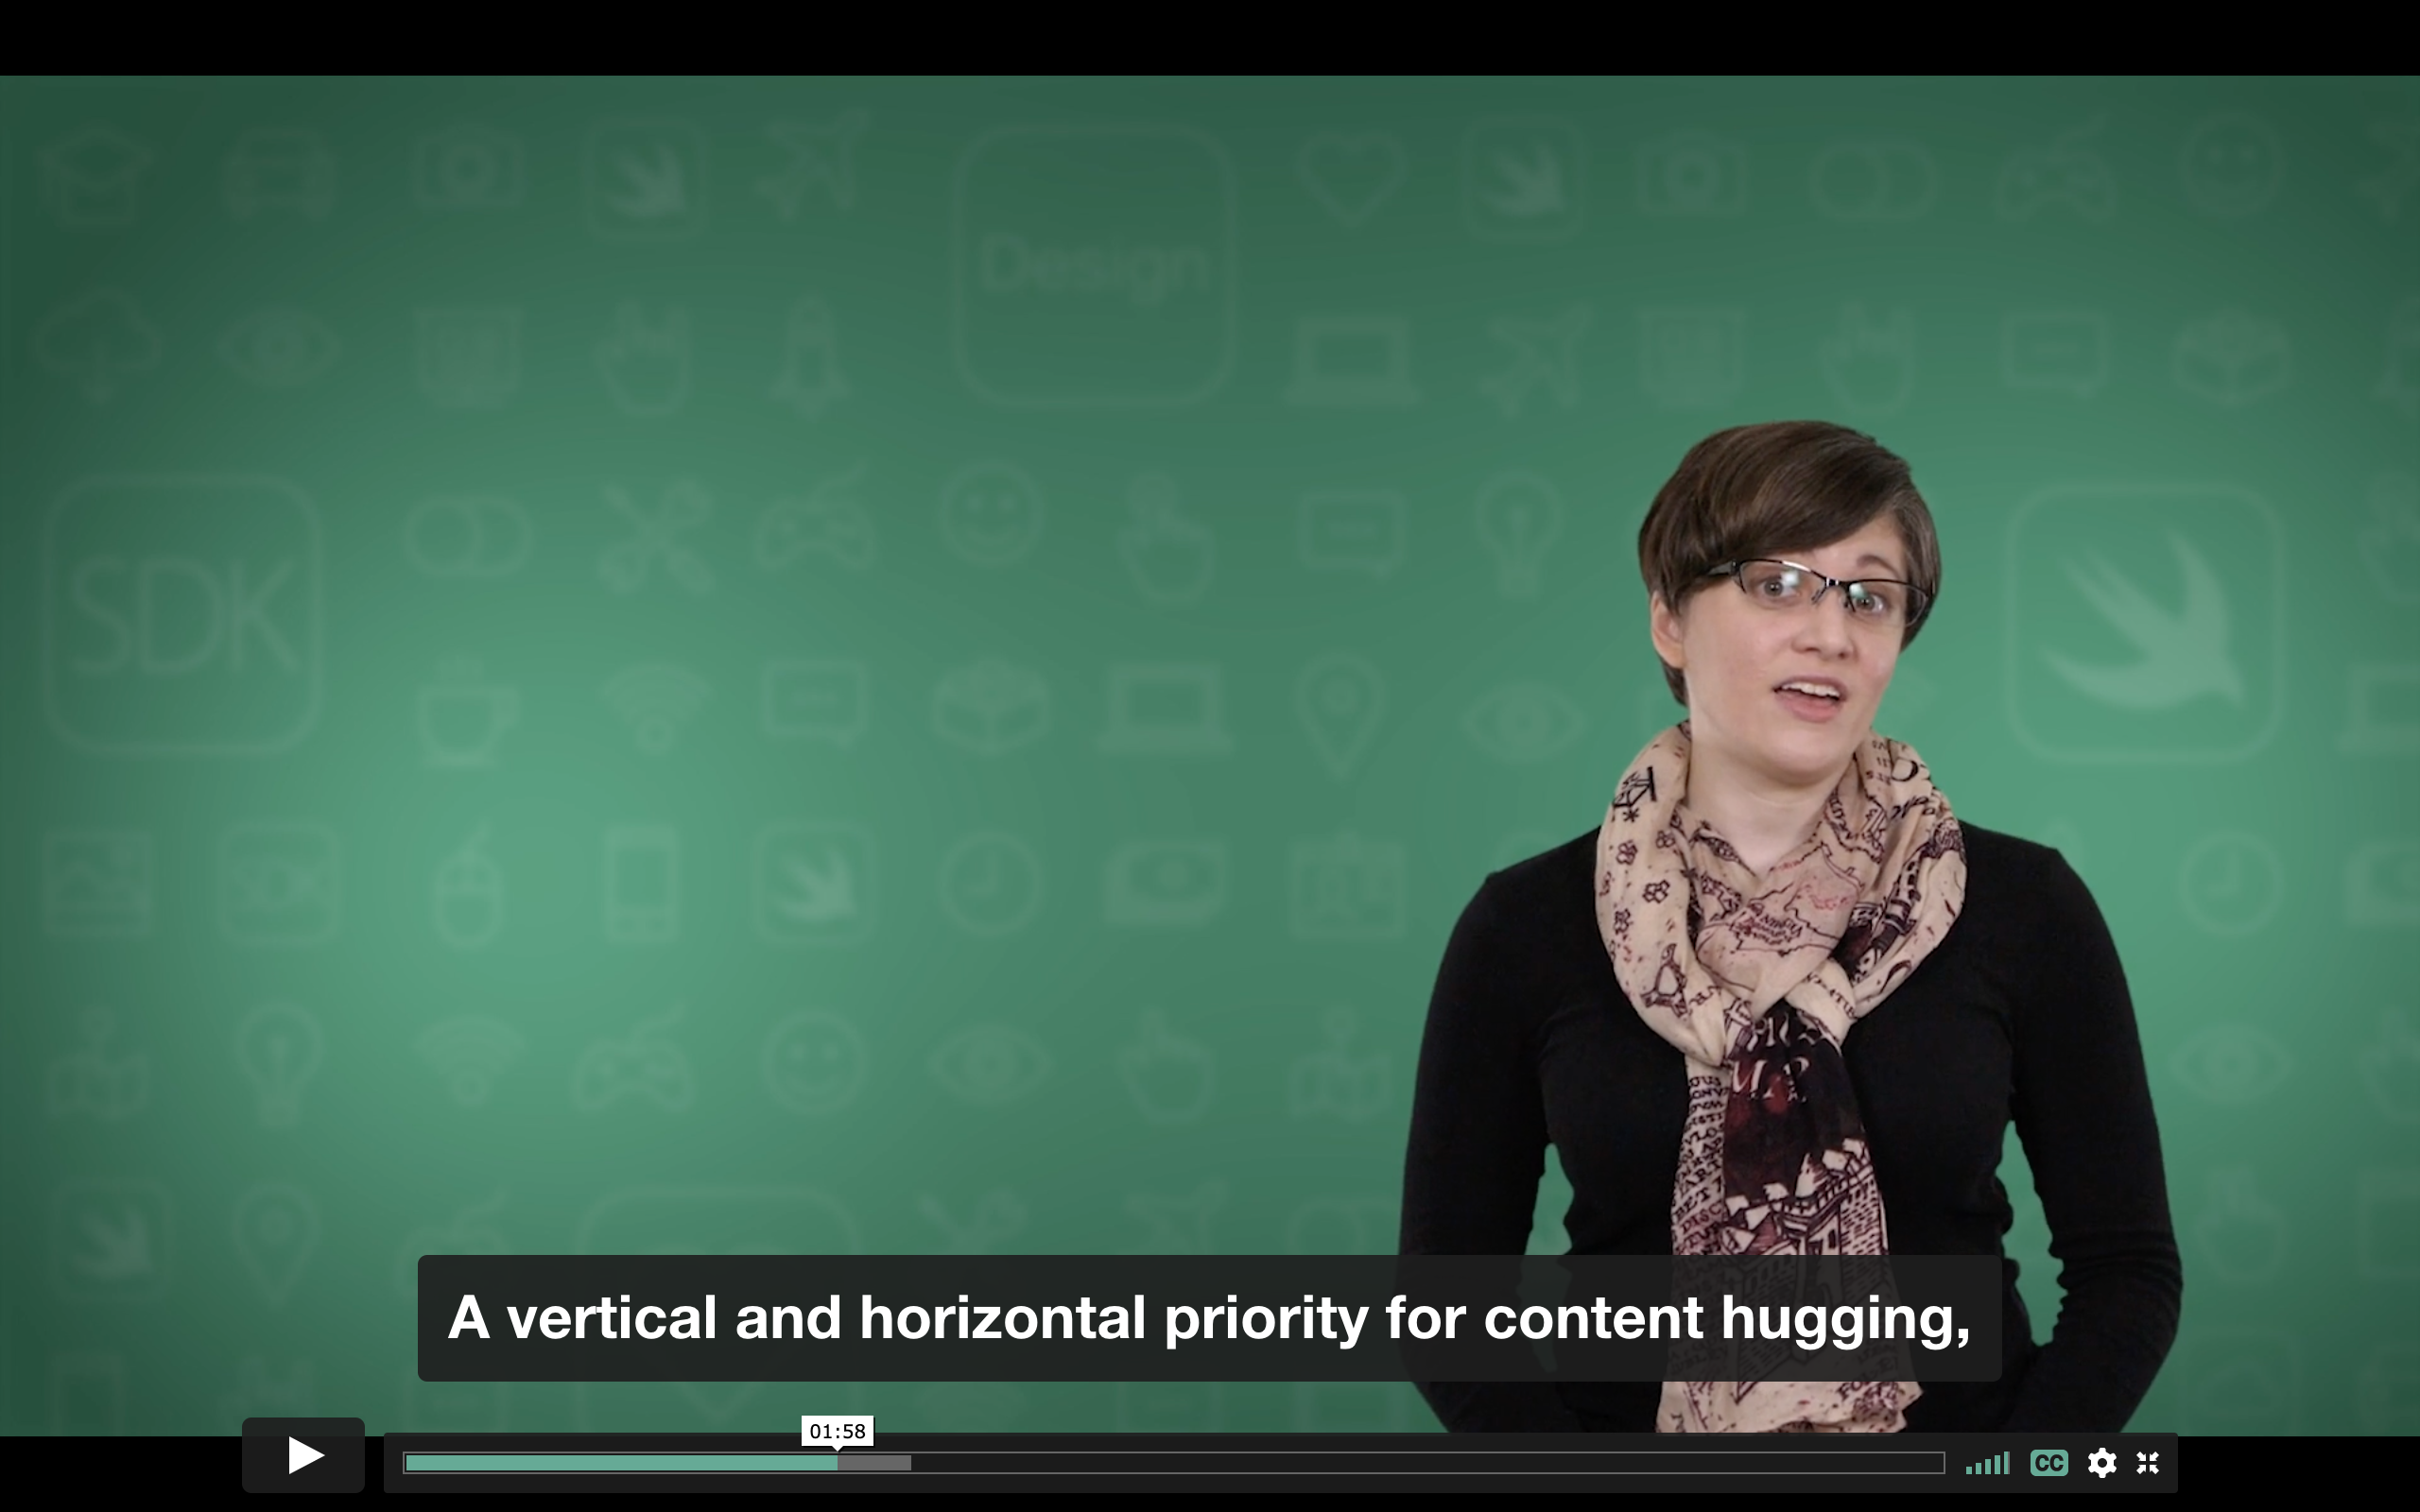 Design
SDK
A vertical and horizontal priority for content hugging,
01:58
CC